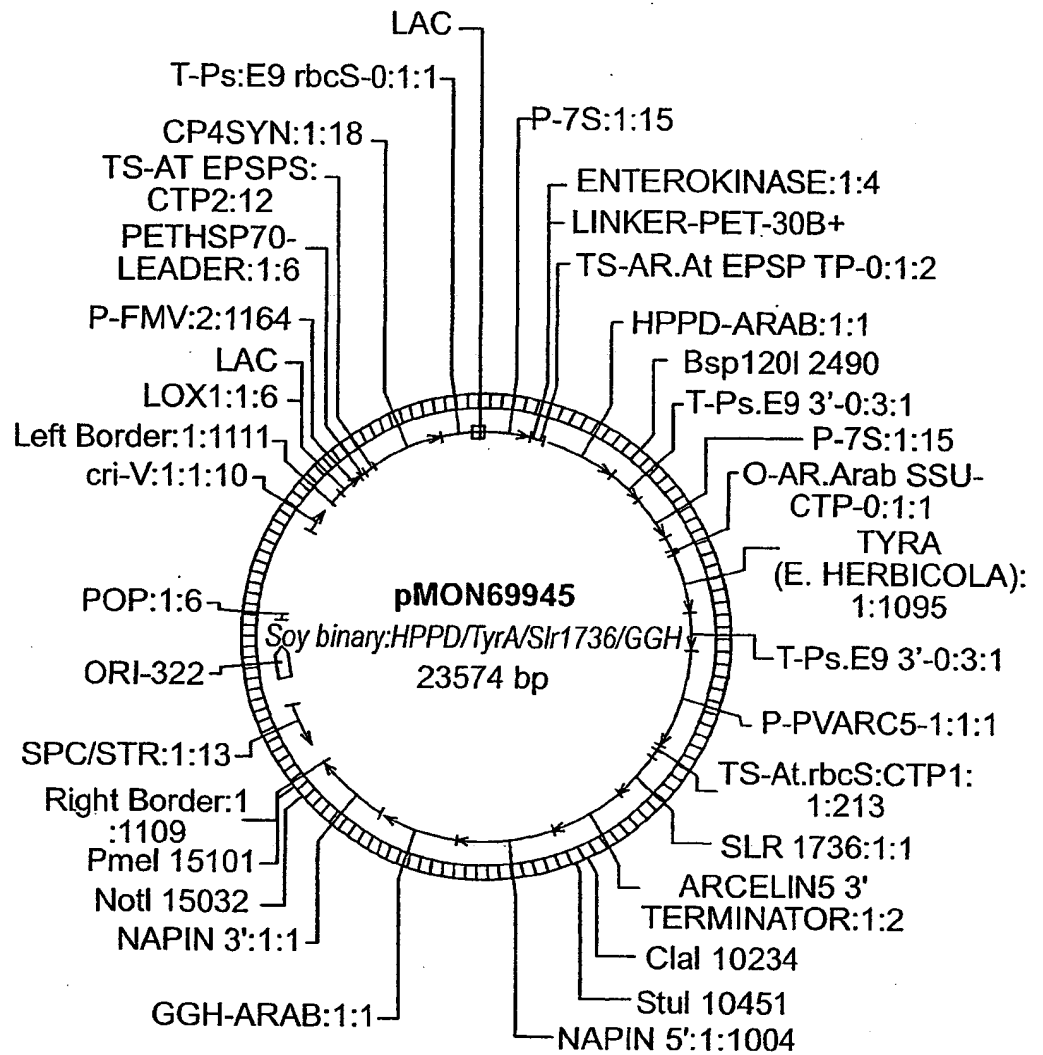 LAC
T-Ps:E9 rbcS-0:1:1
P-7S:1:15
CP4SYN:1:18
TS-AT EPSPS:
CTP2:12
ENTEROKINASE:1:4
LINKER-PET-30B+
PETHSP70-
LEADER:1:6
TS-AR.At EPSP TP-0:1:2
P-FMV:2:1164
HPPD-ARAB:1:1
LAC
Bsp120I 2490
LOX1:1:6
T-Ps.E9 3'-0:3:1
Left Border:1:1111
P-7S:1:15
cri-V:1:1:10
O-AR.Arab SSU-
CTP-0:1:1
TYRA
(E. HERBICOLA):
1:1095
POP:1:6
pMON69945
Soy binary:HPPD/TyrA/Slr1736/GGH
23574 bp
ORI-322
T-Ps.E9 3'-0:3:1
P-PVARC5-1:1:1
SPC/STR:1:13
TS-At.rbcS:CTP1:
1:213
Right Border:1
:1109
SLR 1736:1:1
PmeI 15101
ARCELIN5 3'
TERMINATOR:1:2
NotI 15032
NAPIN 3':1:1
ClaI 10234
StuI 10451
GGH-ARAB:1:1
NAPIN 5':1:1004